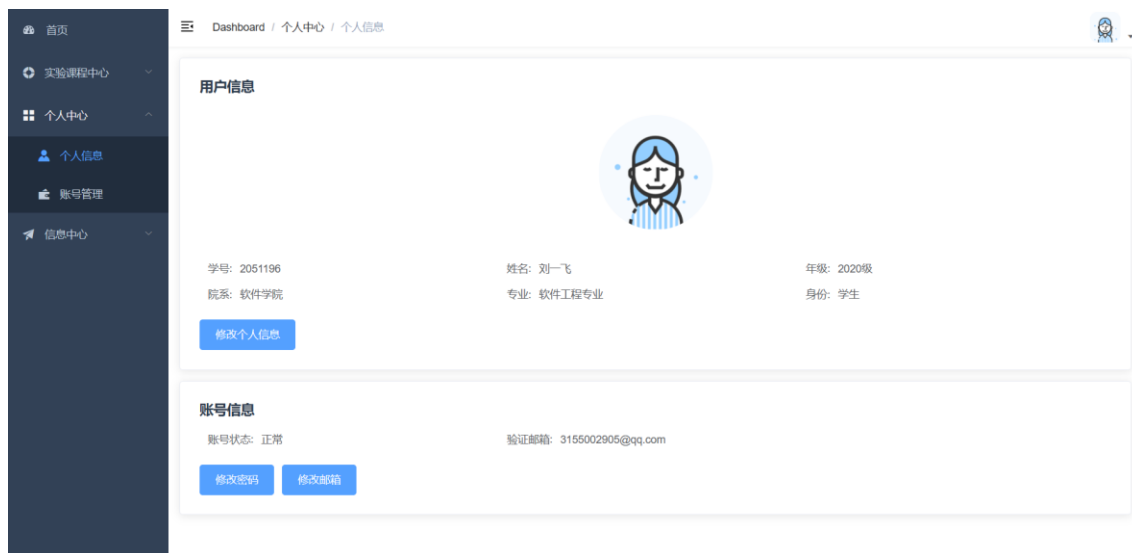 首页
实验课程中心
个人中心
个人信息
账号管理
信息中心
Dashboard / 个人中心 / 个人信息
用户信息
学号: 2051196 姓名: 刘一飞 年级: 2020级
院系: 软件学院 专业: 软件工程专业 身份: 学生
修改个人信息
账号信息
账号状态: 正常 验证邮箱: 3155002905@qq.com
修改密码 修改邮箱